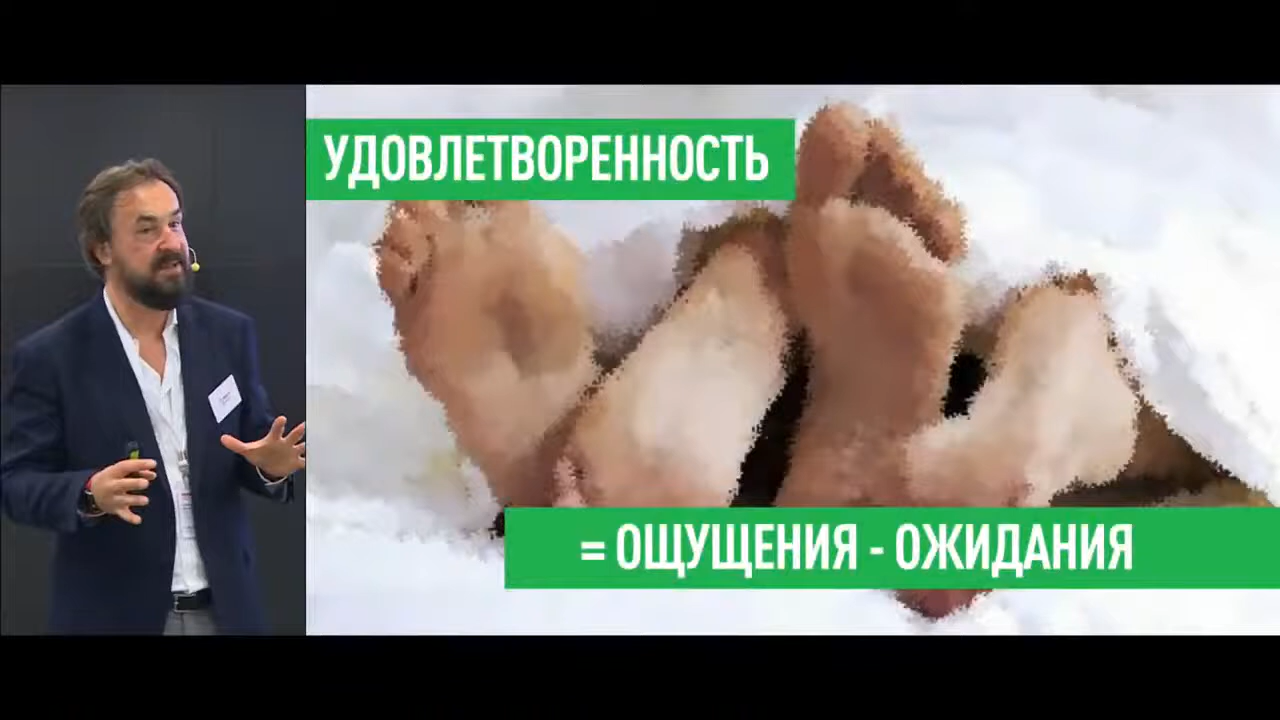 УДОВЛЕТВОРЕННОСТЬ
= ОЩУЩЕНИЯ - ОЖИДАНИЯ